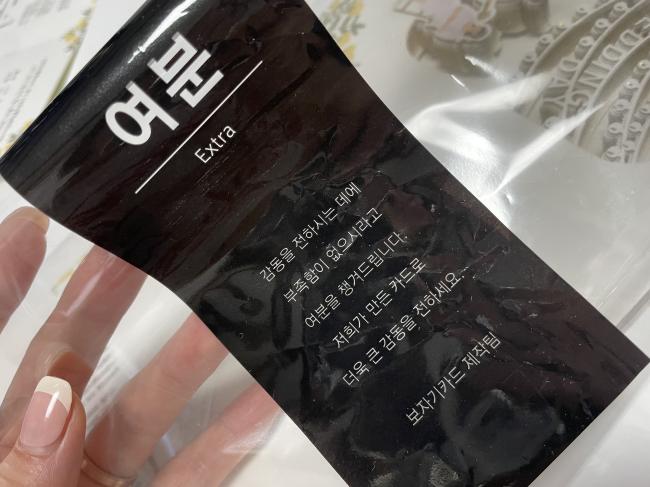 여분
Extra
감동을 전하시는 데에
부족함이 없으시라고
여분을 챙겨드립니다.
저희가 만든 카드로
더욱 큰 감동을 전하세요.
보자기카드 제작팀